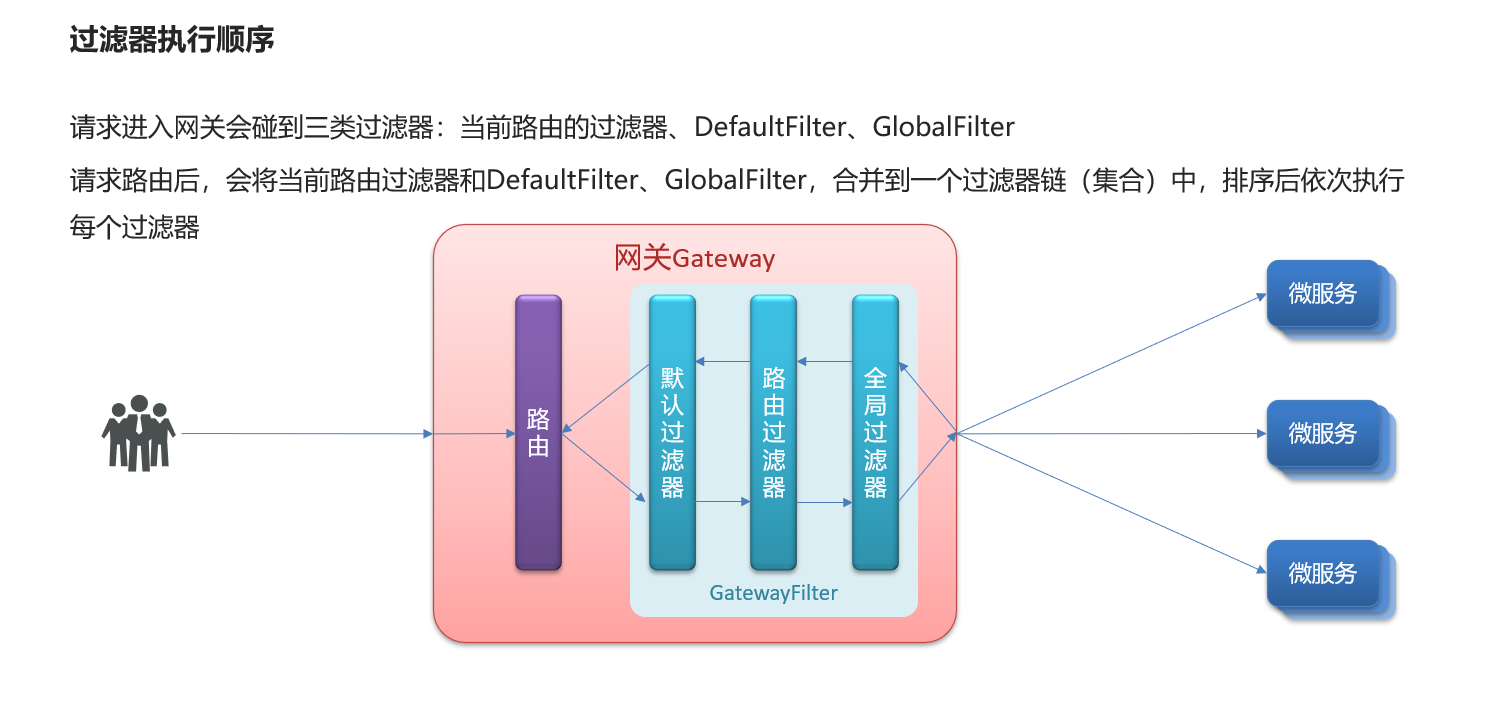 过滤器执行顺序
请求进入网关会碰到三类过滤器：当前路由的过滤器、DefaultFilter、GlobalFilter
请求路由后，会将当前路由过滤器和DefaultFilter、GlobalFilter，合并到一个过滤器链（集合）中，排序后依次执行
每个过滤器
网关Gateway
路由
默认过滤器
路由过滤器
全局过滤器
GatewayFilter
微服务
微服务
微服务